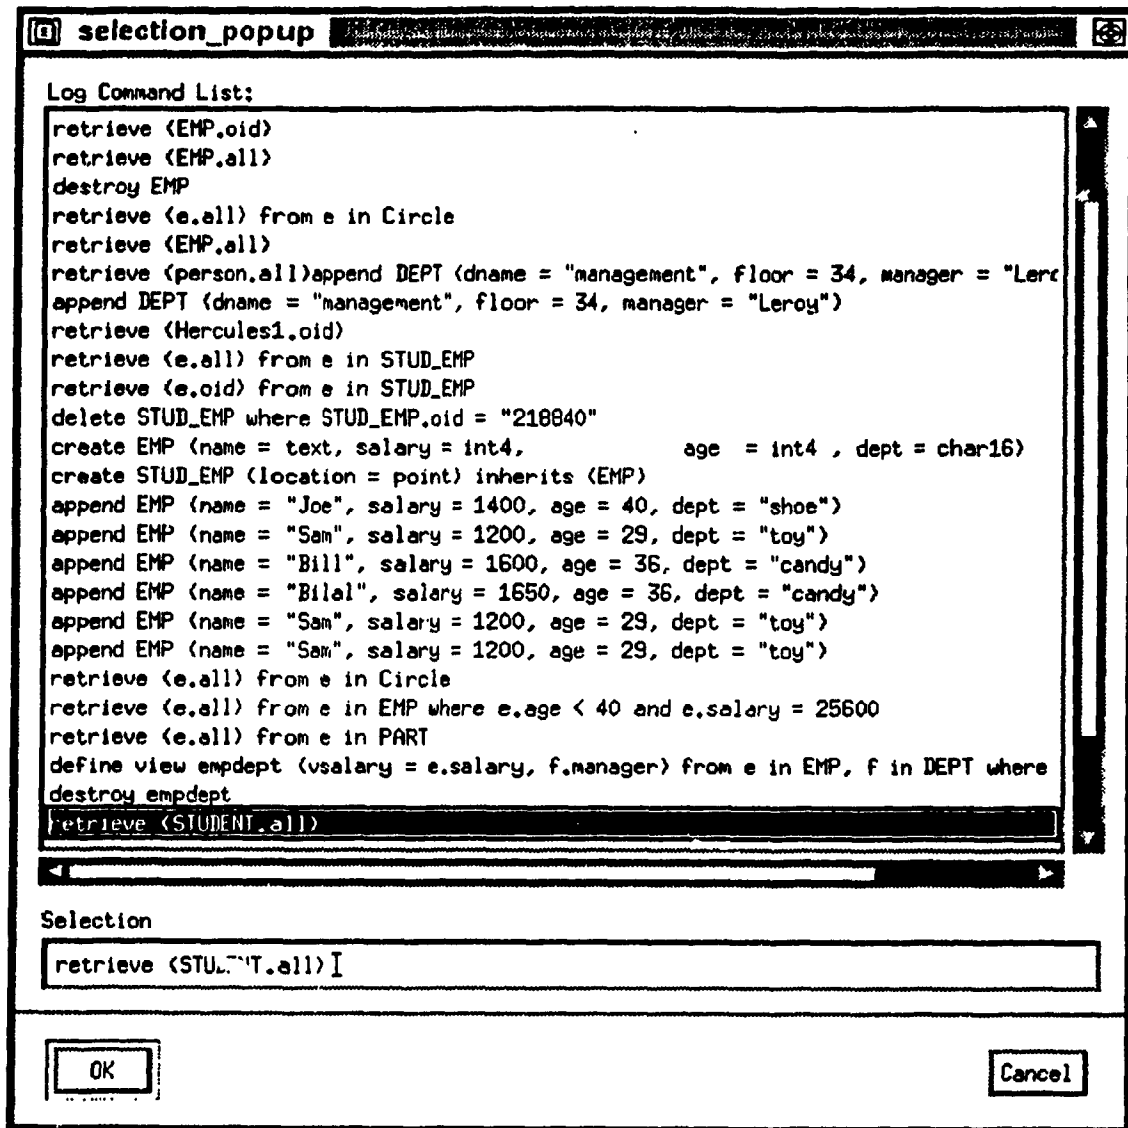 selection_popup
Log Command List:
retrieve (EMP.oid)
retrieve (EMP.all)
destroy EMP
retrieve (e.all) from e in Circle
retrieve (EMP.all)
retrieve (person.all)append DEPT (dname = "management", floor = 34, manager = "Lero
append DEPT (dname = "management", floor = 34, manager = "Leroy")
retrieve (Hercules1.oid)
retrieve (e.all) from e in STUD_EMP
retrieve (e.oid) from e in STUD_EMP
delete STUD_EMP where STUD_EMP.oid = "218840"
create EMP (name = text, salary = int4, age = int4 , dept = char16)
create STUD_EMP (location = point) inherits (EMP)
append EMP (name = "Joe", salary = 1400, age = 40, dept = "shoe")
append EMP (name = "Sam", salary = 1200, age = 29, dept = "toy")
append EMP (name = "Bill", salary = 1600, age = 36, dept = "candy")
append EMP (name = "Bilal", salary = 1650, age = 36, dept = "candy")
append EMP (name = "Sam", salary = 1200, age = 29, dept = "toy")
append EMP (name = "Sam", salary = 1200, age = 29, dept = "toy")
retrieve (e.all) from e in Circle
retrieve (e.all) from e in EMP where e.age < 40 and e.salary = 25600
retrieve (e.all) from e in PART
define view empdept (vsalary = e.salary, f.manager) from e in EMP, f in DEPT where
destroy empdept
retrieve (STUDENT.all)
Selection
retrieve (STUDENT.all)
OK
Cancel